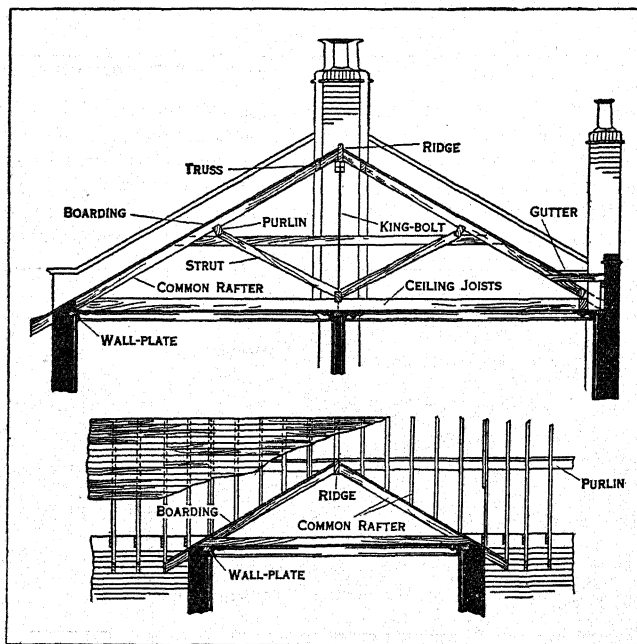 RIDGE
TRUSS
GUTTER
BOARDING
PURLIN
KING-BOLT
STRUT
COMMON RAFTER
CEILING JOISTS
WALL-PLATE
PURLIN
RIDGE
BOARDING
COMMON RAFTER
WALL-PLATE